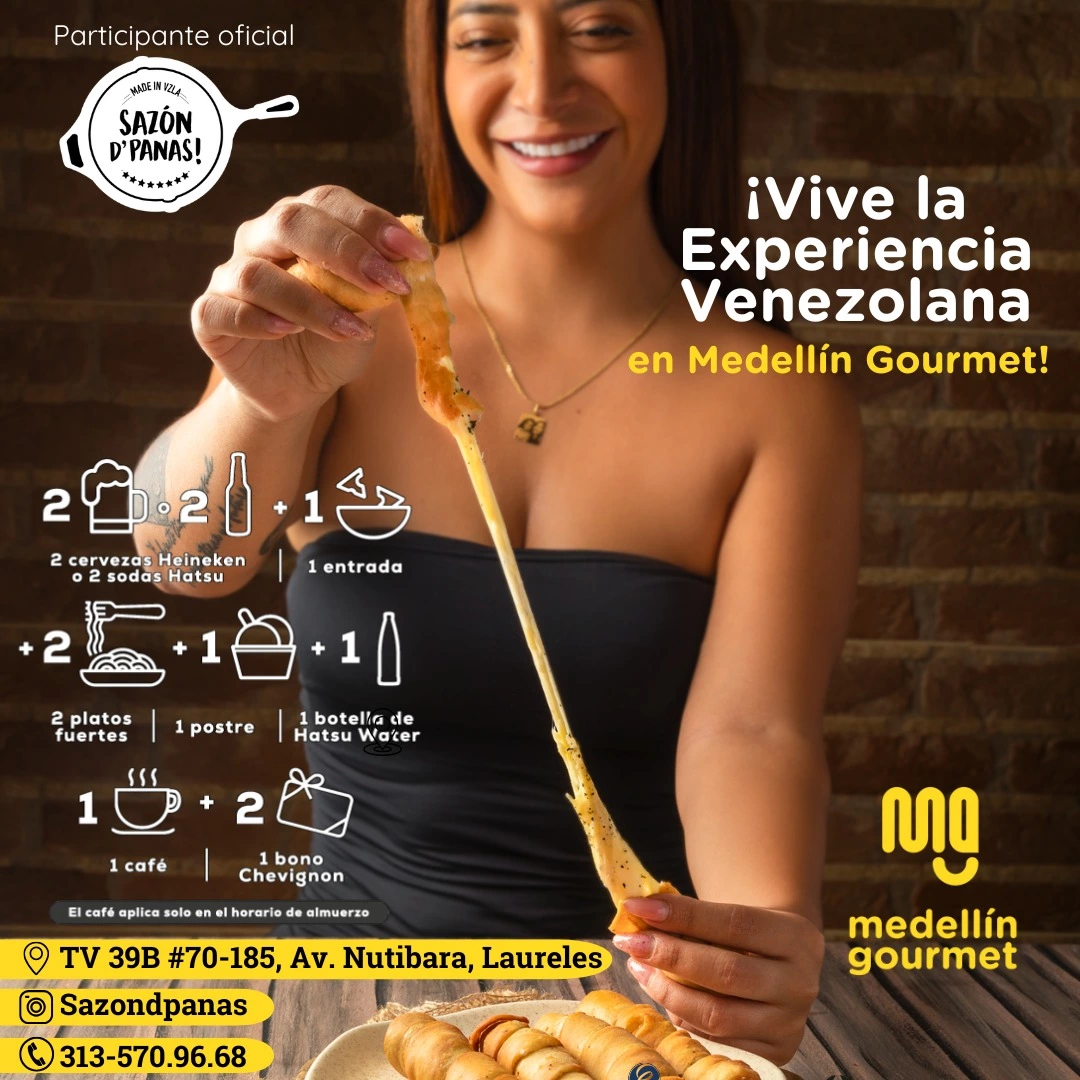 Participante oficial
MADE IN VZLA
SAZÓN
D'PANAS!
¡Vive la
Experiencia
Venezolana
en Medellín Gourmet!
2 o 2 + 1
2 cervezas Heineken
o 2 sodas Hatsu
1 entrada
+ 2 + 1 + 1
2 platos
fuertes
1 postre
1 botella de
Hatsu Water
1 + 2
1 café
1 bono
Chevignon
El café aplica solo en el horario de almuerzo
mg
medellín
gourmet
TV 39B #70-185, Av. Nutibara, Laureles
Sazondpanas
313-570.96.68